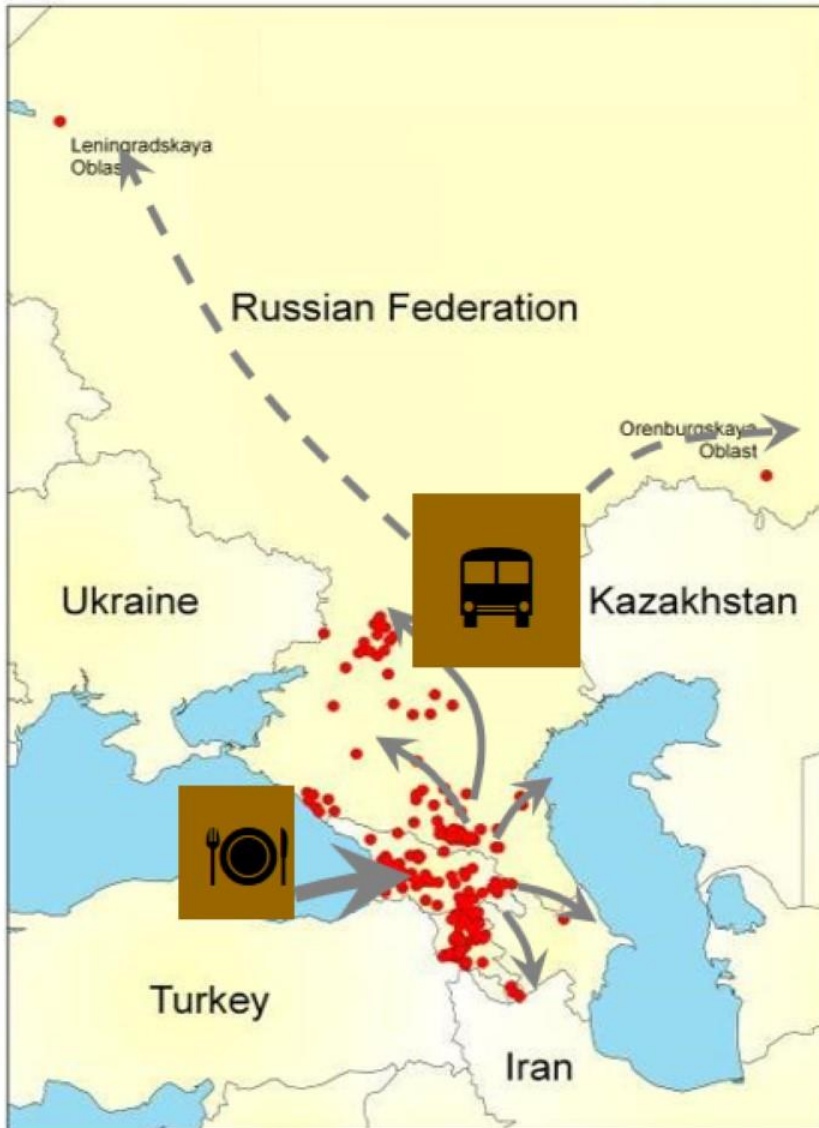 Leningradskaya
Oblast
Russian Federation
Orenburgskaya
Oblast
Ukraine
Kazakhstan
Turkey
Iran